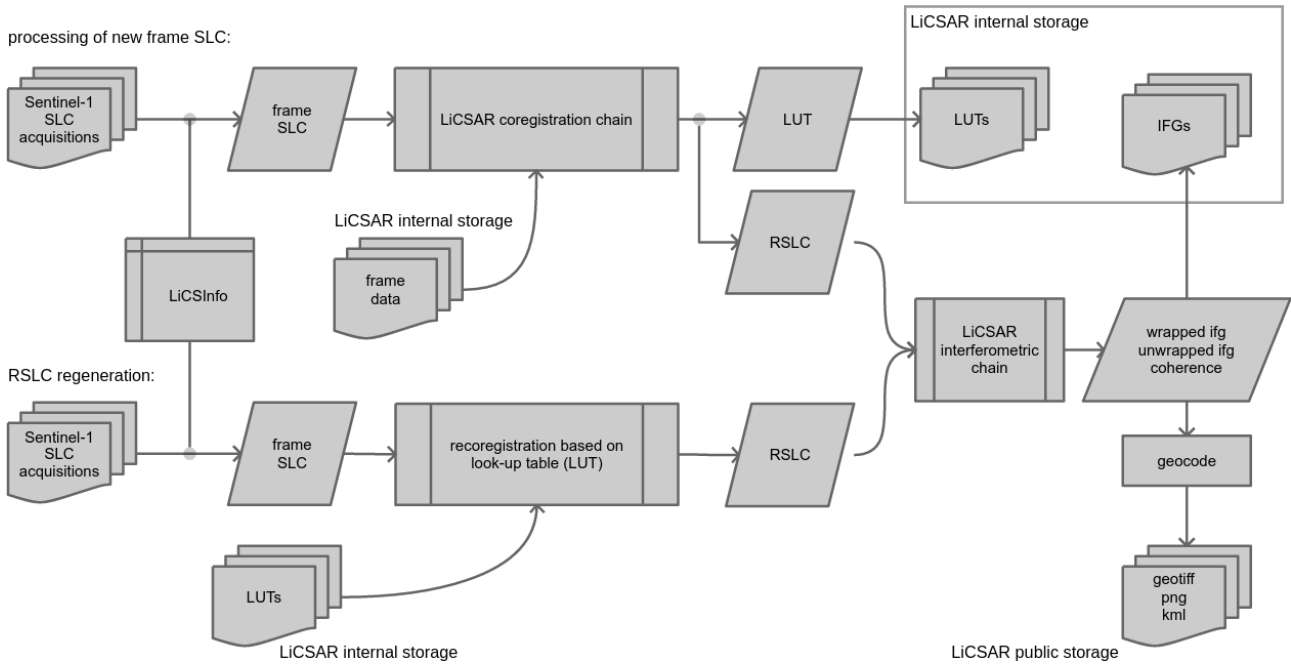 LiCSAR internal storage
processing of new frame SLC:
Sentinel-1
SLC
acquisitions
frame
SLC
LiCSAR coregistration chain
LUT
LUTs
IFGs
LiCSAR internal storage
frame
data
RSLC
LiCSInfo
LiCSAR
interferometric
chain
wrapped ifg
unwrapped ifg
coherence
RSLC regeneration:
Sentinel-1
SLC
acquisitions
frame
SLC
recoregistration based on
look-up table (LUT)
RSLC
geocode
LUTs
LiCSAR internal storage
geotiff
png
kml
LiCSAR public storage